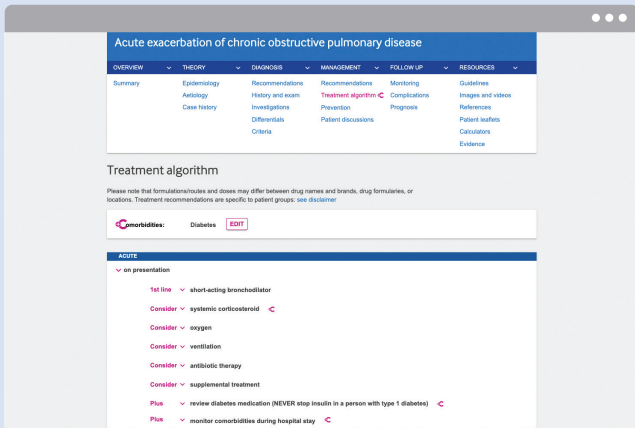 Acute exacerbation of chronic obstructive pulmonary disease
OVERVIEW THEORY DIAGNOSIS MANAGEMENT FOLLOW UP RESOURCES
Summary Epidemiology Recommendations Recommendations Monitoring Guidelines
Aetiology History and exam Treatment algorithm Complications Images and videos
Case history Investigations Prevention Prognosis References
Differentials Patient discussions Patient leaflets
Criteria Calculators
Evidence
Treatment algorithm
Please note that formulations/routes and doses may differ between drug names and brands, drug formularies, or
locations. Treatment recommendations are specific to patient groups: see disclaimer
Comorbidities: Diabetes EDIT
ACUTE
on presentation
1st line short-acting bronchodilator
Consider systemic corticosteroid
Consider oxygen
Consider ventilation
Consider antibiotic therapy
Consider supplemental treatment
Plus review diabetes medication (NEVER stop insulin in a person with type 1 diabetes)
Plus monitor comorbidities during hospital stay